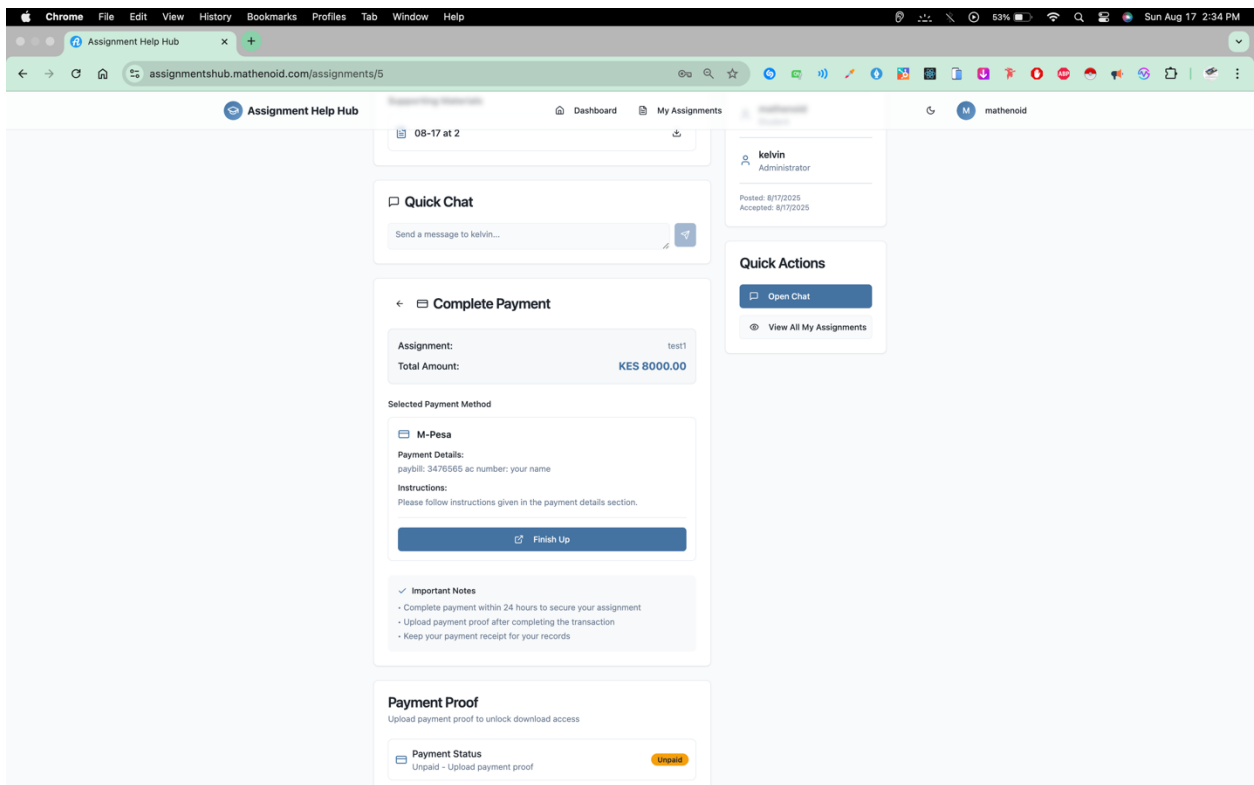 Chrome File Edit View History Bookmarks Profiles Tab Window Help 53% Sun Aug 17 2:34 PM
Assignment Help Hub
assignmentshub.mathenoid.com/assignments/5
Assignment Help Hub Dashboard My Assignments M mathenoid
Supporting Materials
mathenoid
Student
08-17 at 2
kelvin
Administrator
Posted: 8/17/2025
Accepted: 8/17/2025
Quick Chat
Send a message to kelvin...
Quick Actions
Open Chat
View All My Assignments
Complete Payment
Assignment: test1
Total Amount: KES 8000.00
Selected Payment Method
M-Pesa
Payment Details:
paybill: 3476565 ac number: your name
Instructions:
Please follow instructions given in the payment details section.
Finish Up
Important Notes
• Complete payment within 24 hours to secure your assignment
• Upload payment proof after completing the transaction
• Keep your payment receipt for your records
Payment Proof
Upload payment proof to unlock download access
Payment Status
Unpaid - Upload payment proof
Unpaid